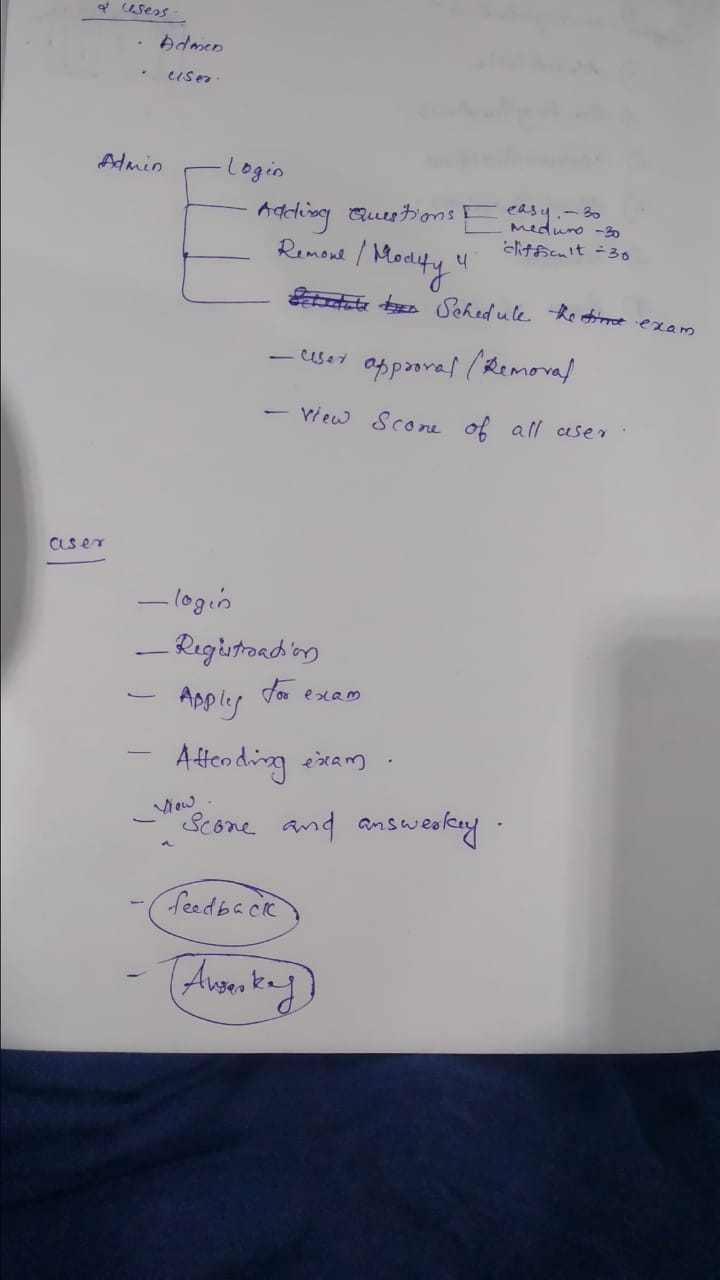 2 users.
· Admin
· user.
Admin — Login
— Adding Questions — easy. – 30
— Medium – 30
difficult – 30
Remove / Modify 4
Schedule the time exam
— user approval / Removal
— view Score of all user.
user
— login
— Registration
— Apply for exam
— Attending exam.
— view Score and answerkey.
– feedback
– Answerkey